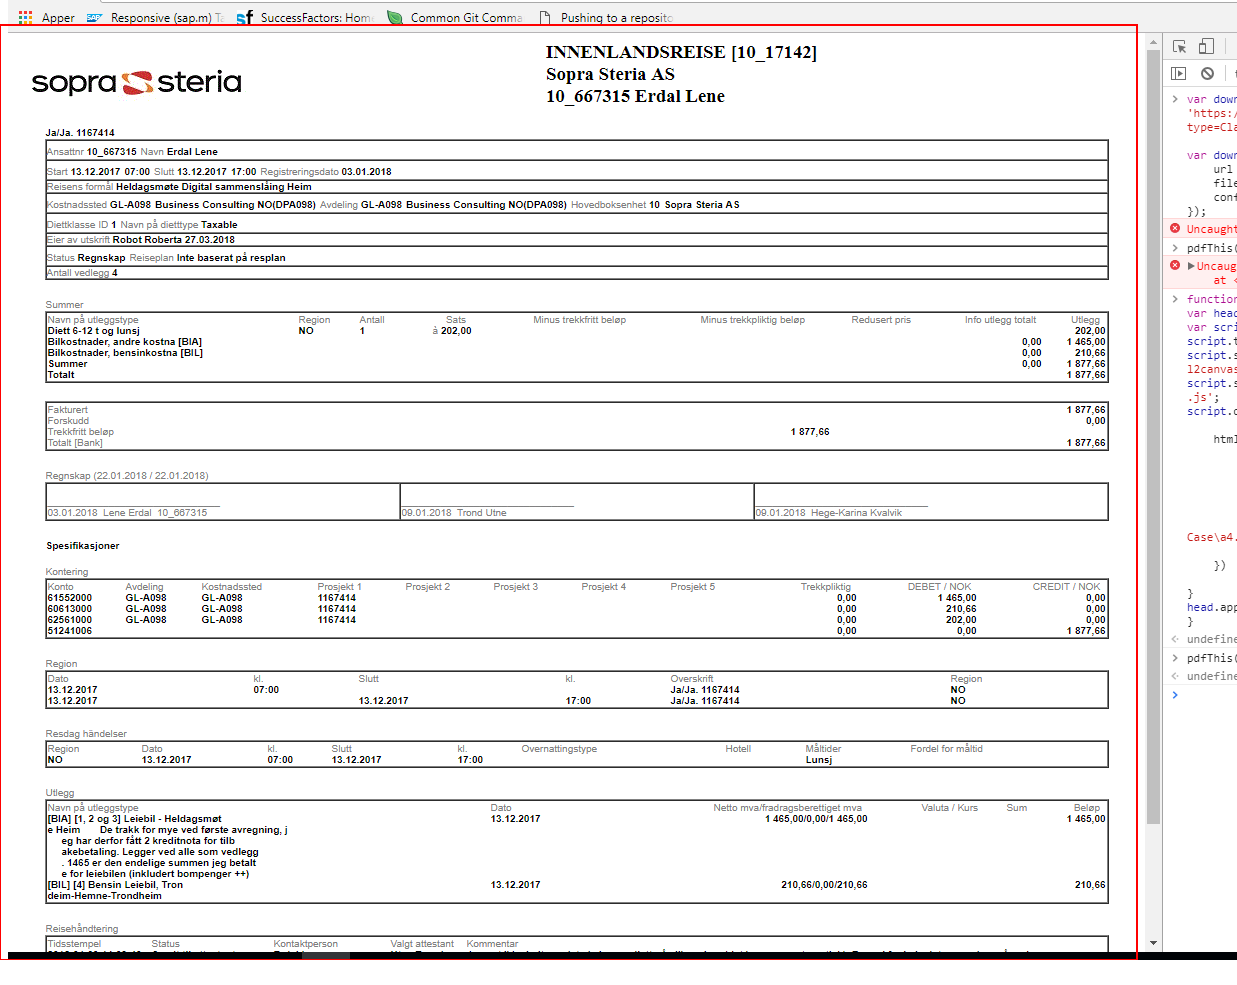 Apper Responsive (sap.m) Ta SuccessFactors: Home Common Git Comma Pushing to a reposito
INNENLANDSREISE [10_17142]
Sopra Steria AS
10_667315 Erdal Lene
sopra steria
Ja/Ja. 1167414
Ansattnr 10_667315 Navn Erdal Lene
Start 13.12.2017 07:00 Slutt 13.12.2017 17:00 Registreringsdato 03.01.2018
Reisens formål Heldagsmøte Digital sammenslåing Heim
Kostnadssted GL-A098 Business Consulting NO(DPA098) Avdeling GL-A098 Business Consulting NO(DPA098) Hovedboksenhet 10 Sopra Steria AS
Diettklasse ID 1 Navn på dietttype Taxable
Eier av utskrift Robot Roberta 27.03.2018
Status Regnskap Reiseplan Inte baserat på resplan
Antall vedlegg 4
Summer
Navn på utleggstype Region Antall Sats Minus trekkfritt beløp Minus trekkpliktig beløp Redusert pris Info utlegg totalt Utlegg
Diett 6-12 t og lunsj NO 1 à 202,00 202,00
Bilkostnader, andre kostna [BIA] 0,00 1 465,00
Bilkostnader, bensinkostna [BIL] 0,00 210,66
Summer 0,00 1 877,66
Totalt 1 877,66
Fakturert 1 877,66
Forskudd 0,00
Trekkfritt beløp 1 877,66
Totalt [Bank] 1 877,66
Regnskap (22.01.2018 / 22.01.2018)
03.01.2018 Lene Erdal 10_667315 09.01.2018 Trond Utne 09.01.2018 Hege-Karina Kvalvik
Spesifikasjoner
Kontering
Konto Avdeling Kostnadssted Prosjekt 1 Prosjekt 2 Prosjekt 3 Prosjekt 4 Prosjekt 5 Trekkpliktig DEBET / NOK CREDIT / NOK
61552000 GL-A098 GL-A098 1167414 0,00 1 465,00 0,00
60613000 GL-A098 GL-A098 1167414 0,00 210,66 0,00
62561000 GL-A098 GL-A098 1167414 0,00 202,00 0,00
51241006 0,00 0,00 1 877,66
Region
Dato kl. Slutt kl. Overskrift Region
13.12.2017 07:00 Ja/Ja. 1167414 NO
13.12.2017 13.12.2017 17:00 Ja/Ja. 1167414 NO
Resdag händelser
Region Dato kl. Slutt kl. Overnattingstype Hotell Måltider Fordel for måltid
NO 13.12.2017 07:00 13.12.2017 17:00 Lunsj
Utlegg
Navn på utleggstype Dato Netto mva/fradragsberettiget mva Valuta / Kurs Sum Beløp
[BIA] [1, 2 og 3] Leiebil - Heldagsmøt 13.12.2017 1 465,00/0,00/1 465,00 1 465,00
e Heim De trakk for mye ved første avregning, j
eg har derfor fått 2 kreditnota for tilb
akebetaling. Legger ved alle som vedlegg
. 1465 er den endelige summen jeg betalt
e for leiebilen (inkludert bompenger ++)
[BIL] [4] Bensin Leiebil, Tron 13.12.2017 210,66/0,00/210,66 210,66
deim-Hemne-Trondheim
Reisehåndtering
Tidsstempel Status Kontaktperson Valgt attestant Kommentar
var down
'https:/
type=Cla
var down
url
file
conf
});
Uncaught
pdfThis(
Uncaug
at <
function
var head
var scri
script.t
script.s
l2canvas
script.s
.js';
script.o
html
Case\a4.
})
}
head.app
}
undefine
pdfThis(
undefine